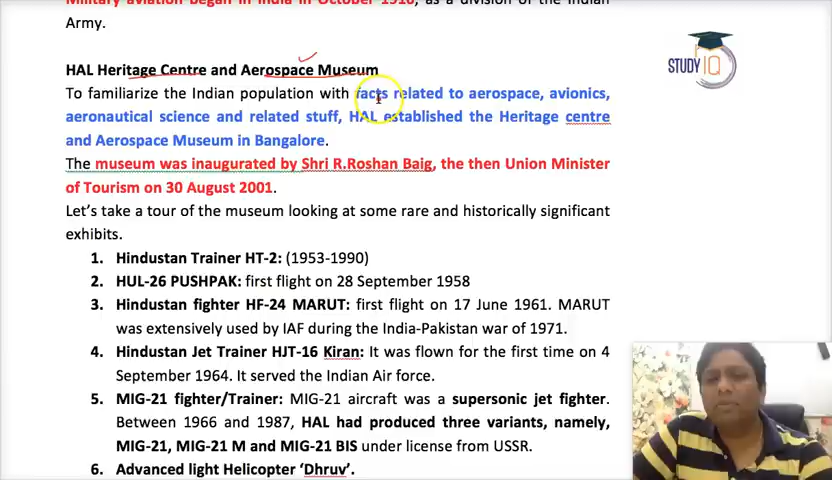 Military aviation began in India in October 1910, as a division of the Indian
Army.
HAL Heritage Centre and Aerospace Museum
To familiarize the Indian population with facts related to aerospace, avionics,
aeronautical science and related stuff, HAL established the Heritage centre
and Aerospace Museum in Bangalore.
The museum was inaugurated by Shri R.Roshan Baig, the then Union Minister
of Tourism on 30 August 2001.
Let's take a tour of the museum looking at some rare and historically significant
exhibits.
1. Hindustan Trainer HT-2: (1953-1990)
2. HUL-26 PUSHPAK: first flight on 28 September 1958
3. Hindustan fighter HF-24 MARUT: first flight on 17 June 1961. MARUT
was extensively used by IAF during the India-Pakistan war of 1971.
4. Hindustan Jet Trainer HJT-16 Kiran: It was flown for the first time on 4
September 1964. It served the Indian Air force.
5. MIG-21 fighter/Trainer: MIG-21 aircraft was a supersonic jet fighter.
Between 1966 and 1987, HAL had produced three variants, namely,
MIG-21, MIG-21 M and MIG-21 BIS under license from USSR.
6. Advanced light Helicopter 'Dhruv'.
STUDY IQ